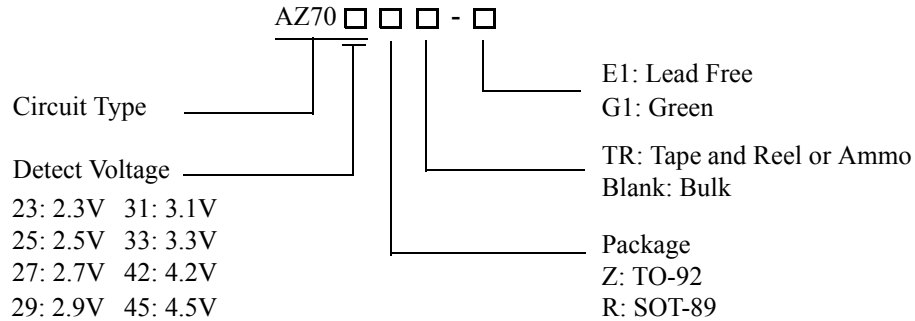 AZ70 □ □ □ - □
Circuit Type
Detect Voltage
23: 2.3V 31: 3.1V
25: 2.5V 33: 3.3V
27: 2.7V 42: 4.2V
29: 2.9V 45: 4.5V
E1: Lead Free
G1: Green
TR: Tape and Reel or Ammo
Blank: Bulk
Package
Z: TO-92
R: SOT-89